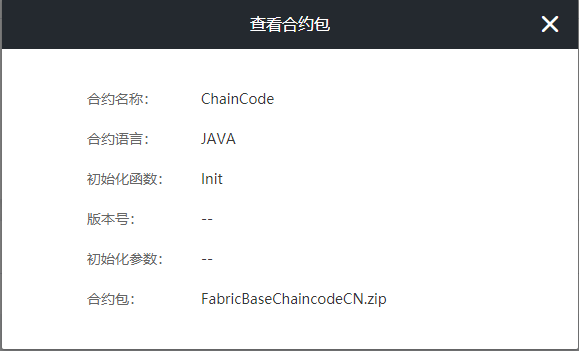 查看合约包
合约名称: ChainCode
合约语言: JAVA
初始化函数: Init
版本号: --
初始化参数: --
合约包: FabricBaseChaincodeCN.zip